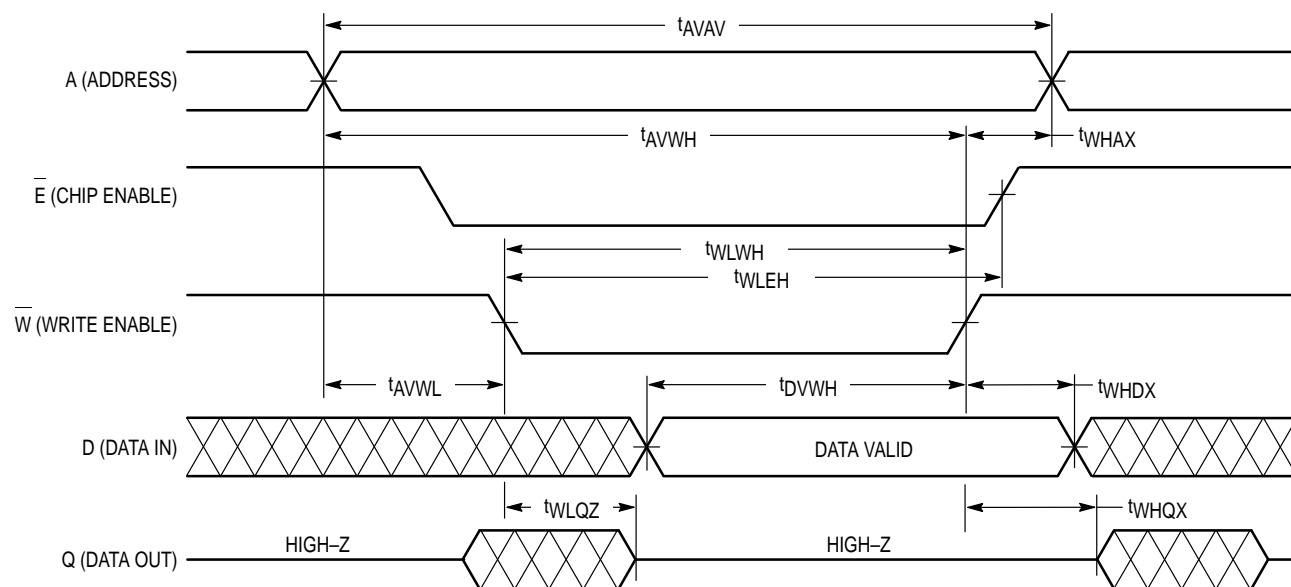 tAVAV
A (ADDRESS)
tAVWH
tWHAX
E (CHIP ENABLE)
tWLWH
tWLEH
W (WRITE ENABLE)
tAVWL
tDVWH
tWHDX
D (DATA IN)
DATA VALID
tWLQZ
tWHQX
Q (DATA OUT)
HIGH–Z
HIGH–Z